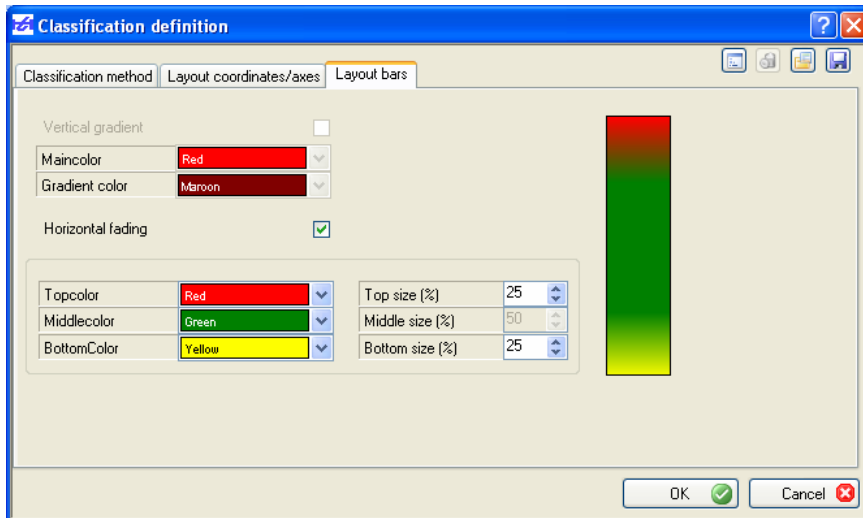 Classification definition
Classification method Layout coordinates/axes Layout bars
Vertical gradient
Maincolor Red
Gradient color Maroon
Horizontal fading
Topcolor Red Top size (%) 25
Middlecolor Green Middle size (%) 50
BottomColor Yellow Bottom size (%) 25
OK Cancel